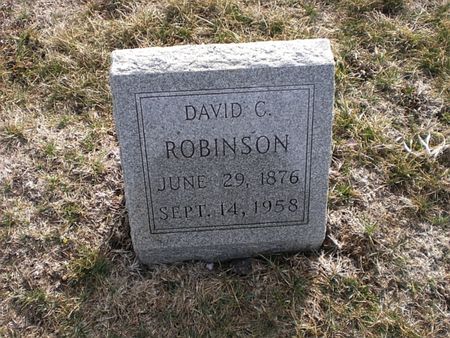 DAVID C.
ROBINSON
JUNE 29, 1876
SEPT. 14, 1958